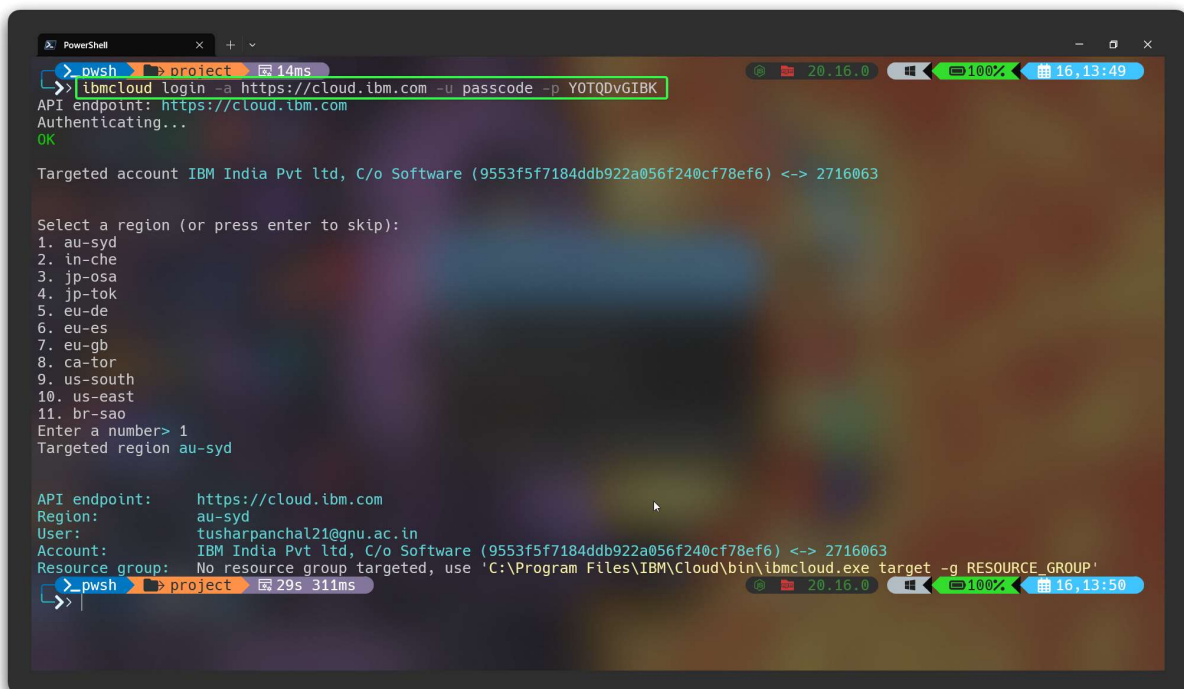 PowerShell
pwsh project 14ms 20.16.0 100% 16,13:49
ibmcloud login -a https://cloud.ibm.com -u passcode -p YOTQDvGIBK
API endpoint: https://cloud.ibm.com
Authenticating...
OK
Targeted account IBM India Pvt ltd, C/o Software (9553f5f7184ddb922a056f240cf78ef6) <-> 2716063
Select a region (or press enter to skip):
1. au-syd
2. in-che
3. jp-osa
4. jp-tok
5. eu-de
6. eu-es
7. eu-gb
8. ca-tor
9. us-south
10. us-east
11. br-sao
Enter a number> 1
Targeted region au-syd
API endpoint: https://cloud.ibm.com
Region: au-syd
User: tusharpanchal21@gnu.ac.in
Account: IBM India Pvt ltd, C/o Software (9553f5f7184ddb922a056f240cf78ef6) <-> 2716063
Resource group: No resource group targeted, use 'C:\Program Files\IBM\Cloud\bin\ibmcloud.exe target -g RESOURCE_GROUP'
pwsh project 29s 311ms 20.16.0 100% 16,13:50